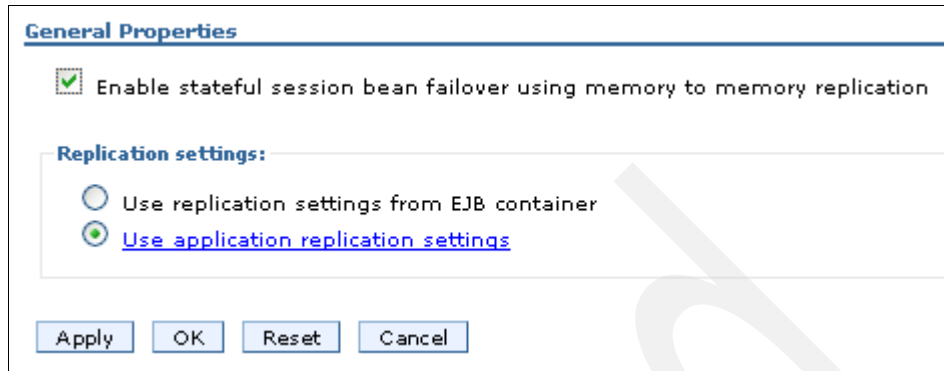 General Properties
Enable stateful session bean failover using memory to memory replication
Replication settings:
Use replication settings from EJB container
Use application replication settings
Apply OK Reset Cancel